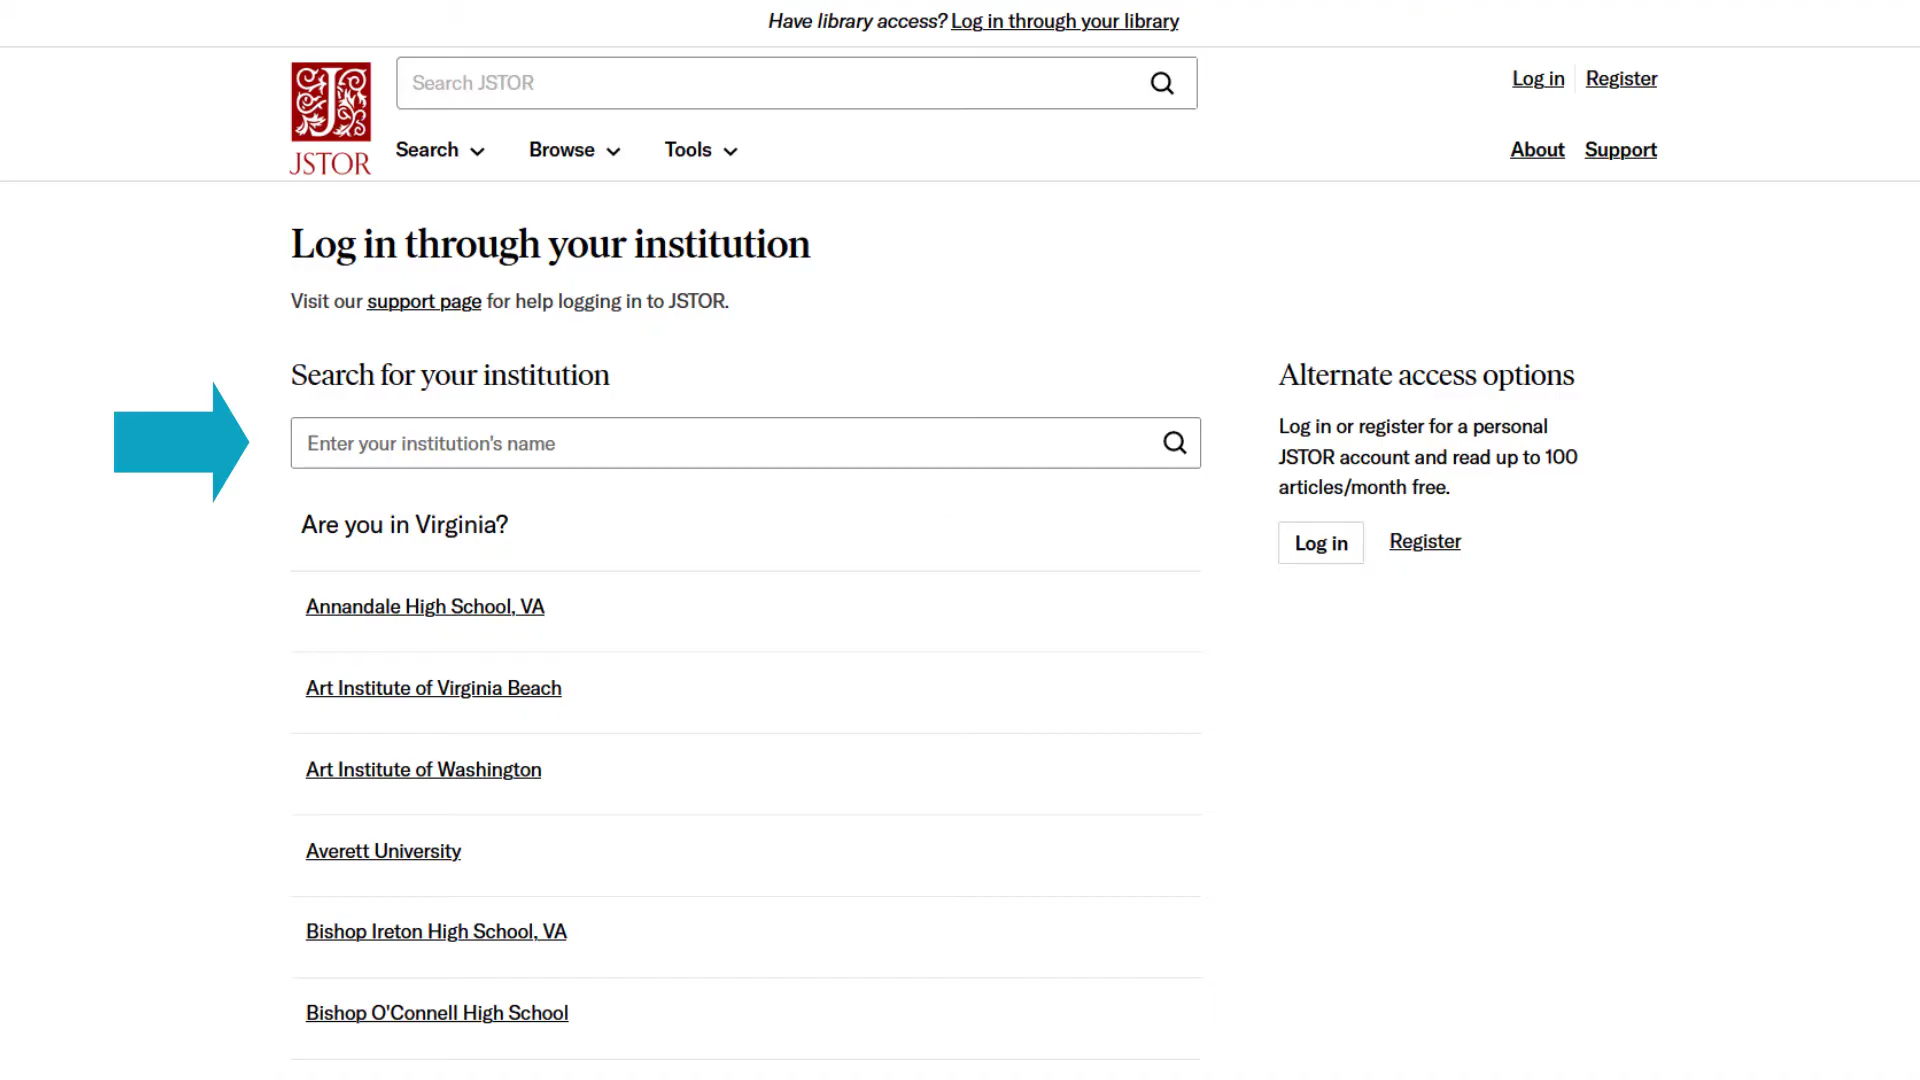 Have library access? Log in through your library
Search JSTOR
Log in
Register
JSTOR
Search
Browse
Tools
About
Support
Log in through your institution
Visit our support page for help logging in to JSTOR.
Search for your institution
Enter your institution's name
Are you in Virginia?
Annandale High School, VA
Art Institute of Virginia Beach
Art Institute of Washington
Averett University
Bishop Ireton High School, VA
Bishop O'Connell High School
Alternate access options
Log in or register for a personal
JSTOR account and read up to 100
articles/month free.
Log in
Register